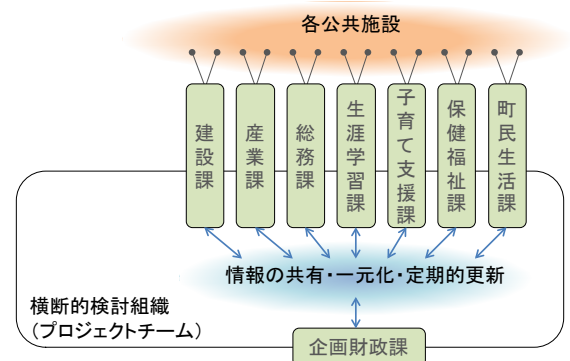 各公共施設
建設課
産業課
総務課
生涯学習課
子育て支援課
保健福祉課
町民生活課
情報の共有・一元化・定期的更新
横断的検討組織
（プロジェクトチーム）
企画財政課